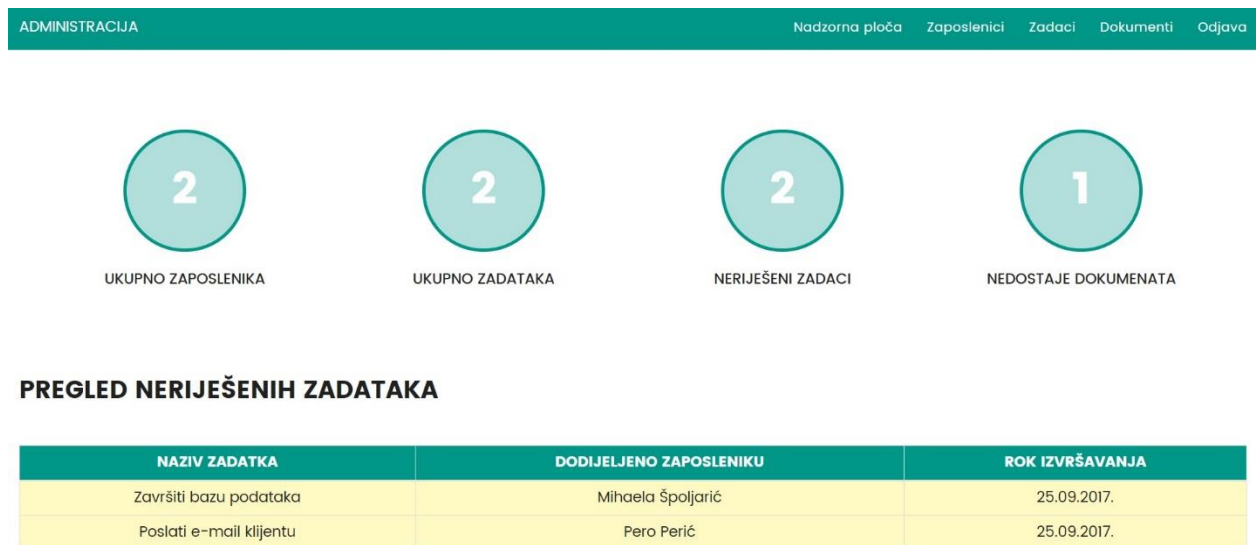 ADMINISTRACIJA Nadzorna ploča Zaposlenici Zadaci Dokumenti Odjava
2 2 2 1
UKUPNO ZAPOSLENIKA UKUPNO ZADATAKA NERIJEŠENI ZADACI NEDOSTAJE DOKUMENATA
PREGLED NERIJEŠENIH ZADATAKA
NAZIV ZADATKA DODIJELJENO ZAPOSLENIKU ROK IZVRŠAVANJA
Završiti bazu podataka Mihaela Špoljarić 25.09.2017.
Poslati e-mail klijentu Pero Perić 25.09.2017.